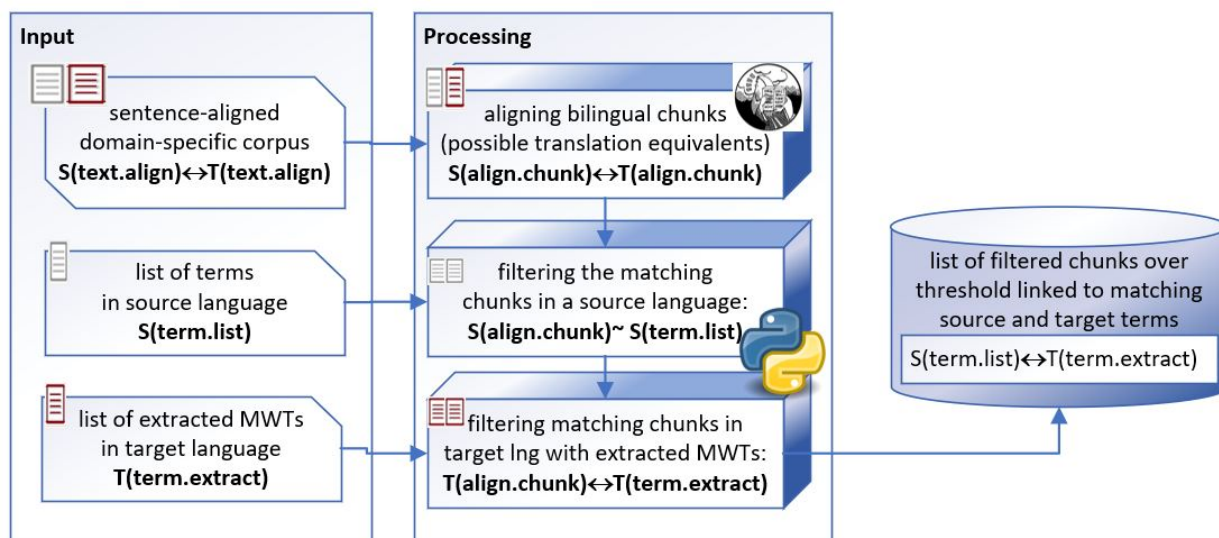 Input
sentence-aligned
domain-specific corpus
S(text.align)↔T(text.align)
list of terms
in source language
S(term.list)
list of extracted MWTs
in target language
T(term.extract)
Processing
aligning bilingual chunks
(possible translation equivalents)
S(align.chunk)↔T(align.chunk)
filtering the matching
chunks in a source language:
S(align.chunk)~ S(term.list)
filtering matching chunks in
target lng with extracted MWTs:
T(align.chunk)↔T(term.extract)
list of filtered chunks over
threshold linked to matching
source and target terms
S(term.list)↔T(term.extract)